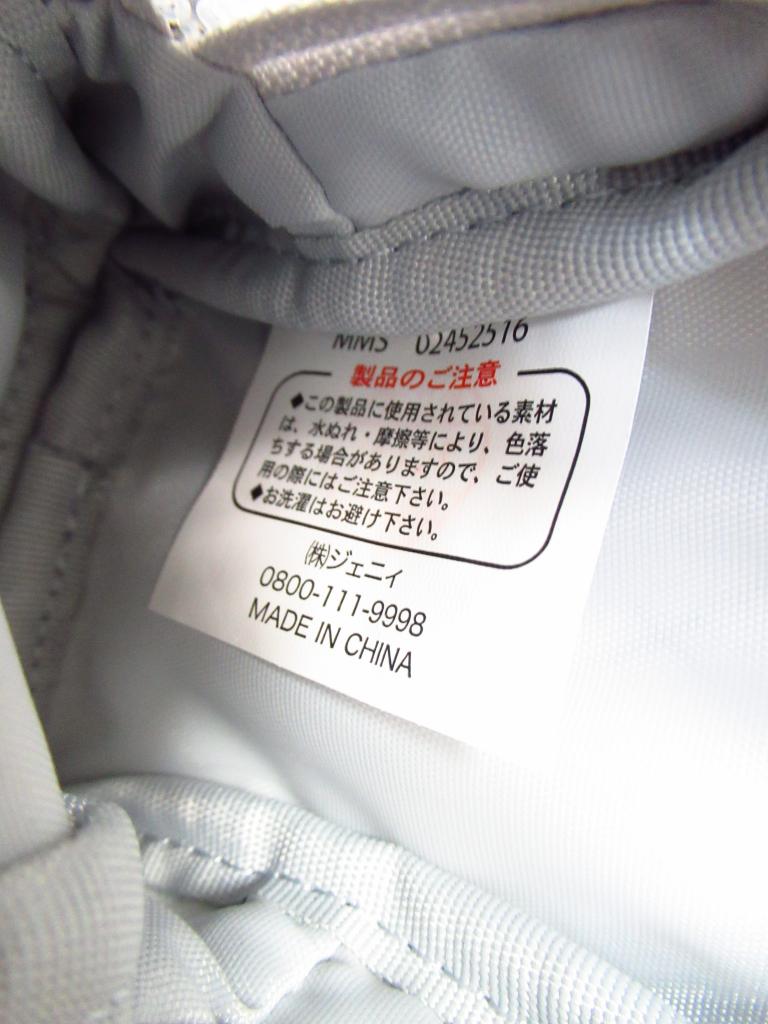 MMS 02452516
製品のご注意
◆この製品に使用されている素材
は、水ぬれ・摩擦等により、色落
ちする場合がありますので、ご使
用の際にはご注意下さい。
◆お洗濯はお避け下さい。
㈱ジェニィ
0800-111-9998
MADE IN CHINA